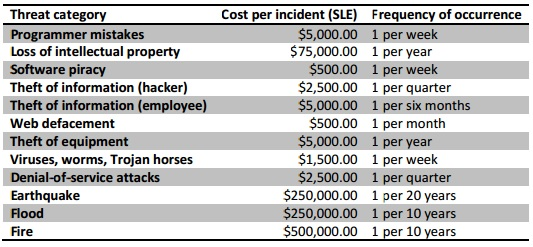 Threat category Cost per incident (SLE) Frequency of occurrence
Programmer mistakes $5,000.00 1 per week
Loss of intellectual property $75,000.00 1 per year
Software piracy $500.00 1 per week
Theft of information (hacker) $2,500.00 1 per quarter
Theft of information (employee) $5,000.00 1 per six months
Web defacement $500.00 1 per month
Theft of equipment $5,000.00 1 per year
Viruses, worms, Trojan horses $1,500.00 1 per week
Denial-of-service attacks $2,500.00 1 per quarter
Earthquake $250,000.00 1 per 20 years
Flood $250,000.00 1 per 10 years
Fire $500,000.00 1 per 10 years